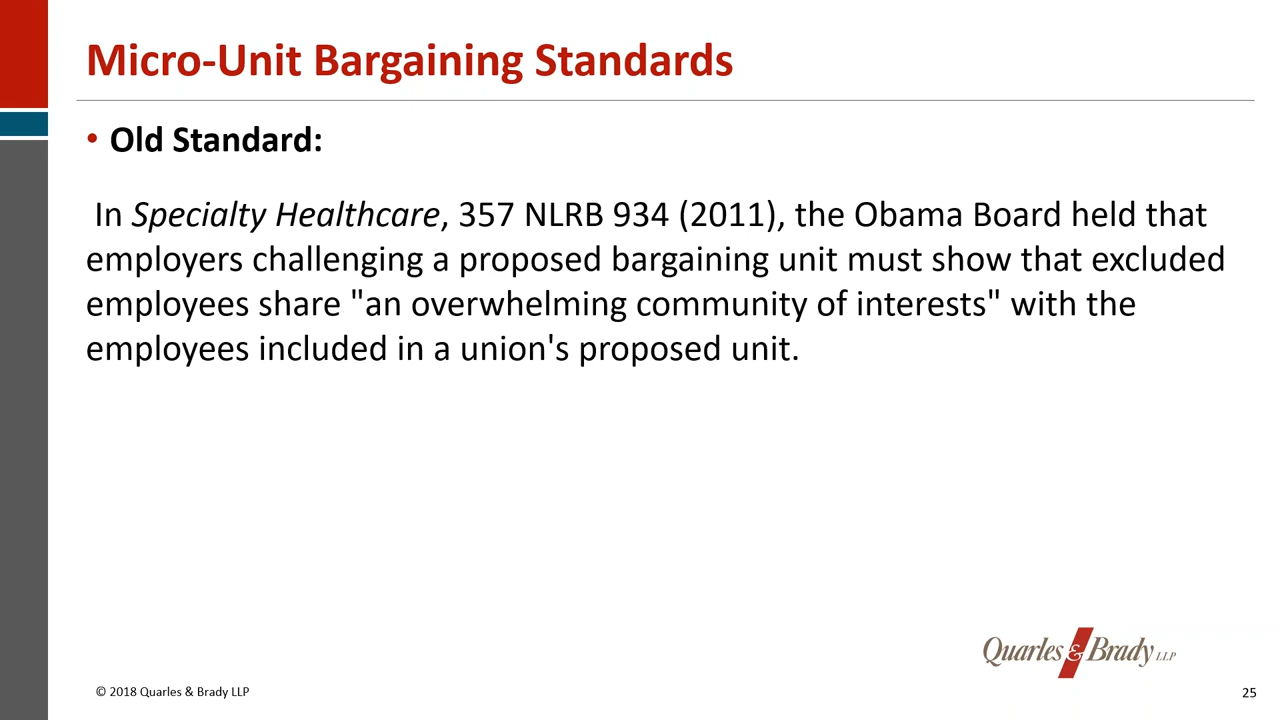 Micro-Unit Bargaining Standards
• Old Standard:
In Specialty Healthcare, 357 NLRB 934 (2011), the Obama Board held that
employers challenging a proposed bargaining unit must show that excluded
employees share "an overwhelming community of interests" with the
employees included in a union's proposed unit.
Quarles & Brady LLP
© 2018 Quarles & Brady LLP
25